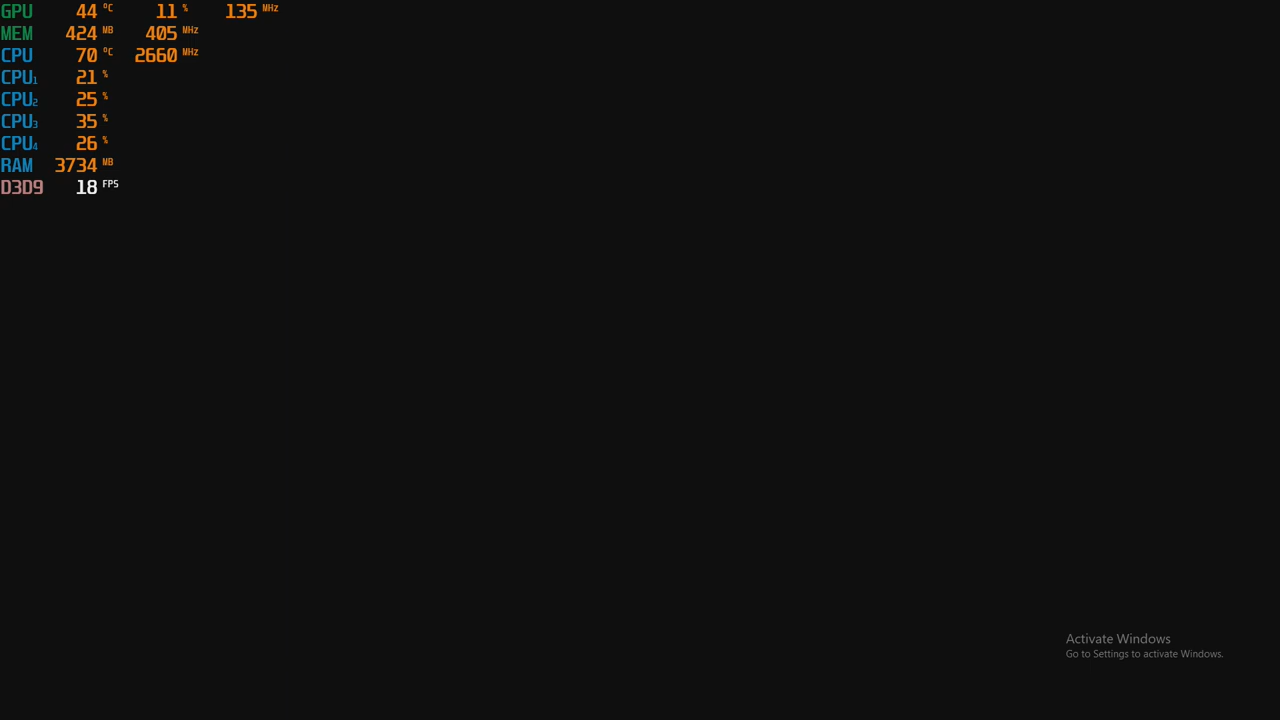 GPU 44 °C 11 % 135 MHz
MEM 424 MB 405 MHz
CPU 70 °C 2660 MHz
CPU1 21 %
CPU2 25 %
CPU3 35 %
CPU4 26 %
RAM 3734 MB
D3D9 18 FPS
Activate Windows
Go to Settings to activate Windows.